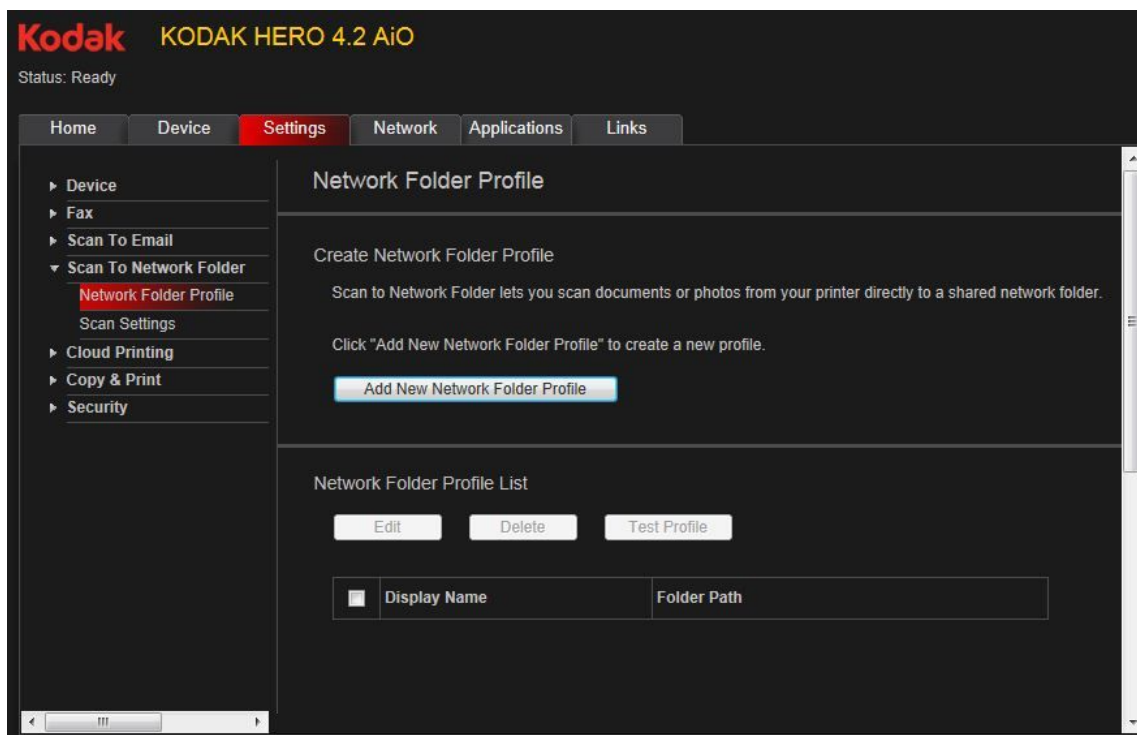 Kodak KODAK HERO 4.2 AiO
Status: Ready
Home Device Settings Network Applications Links
Device
Fax
Scan To Email
Scan To Network Folder
Network Folder Profile
Scan Settings
Cloud Printing
Copy & Print
Security
Network Folder Profile
Create Network Folder Profile
Scan to Network Folder lets you scan documents or photos from your printer directly to a shared network folder.
Click "Add New Network Folder Profile" to create a new profile.
Add New Network Folder Profile
Network Folder Profile List
Edit Delete Test Profile
Display Name Folder Path